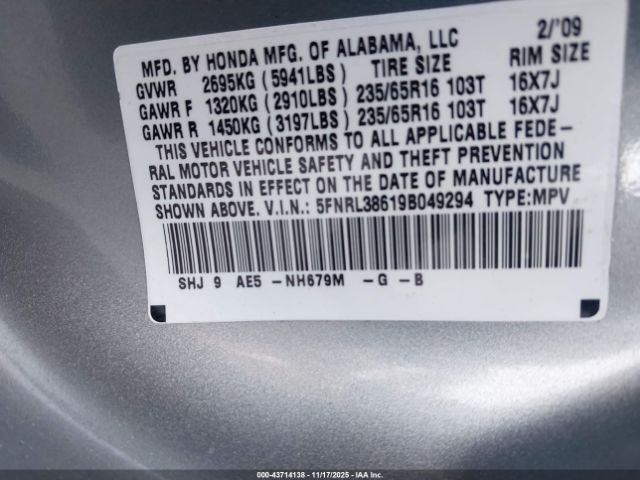 MFD. BY HONDA MFG. OF ALABAMA, LLC 2/'09
GVWR 2695KG (5941LBS) TIRE SIZE RIM SIZE
GAWR F 1320KG (2910LBS) 235/65R16 103T 16X7J
GAWR R 1450KG (3197LBS) 235/65R16 103T 16X7J
THIS VEHICLE CONFORMS TO ALL APPLICABLE FEDE-
RAL MOTOR VEHICLE SAFETY AND THEFT PREVENTION
STANDARDS IN EFFECT ON THE DATE OF MANUFACTURE
SHOWN ABOVE. V.I.N.: 5FNRL38619B049294 TYPE:MPV
SHJ 9 AE5 -NH679M -G -B
000-43714138 - 11/17/2025 - IAAI.COM